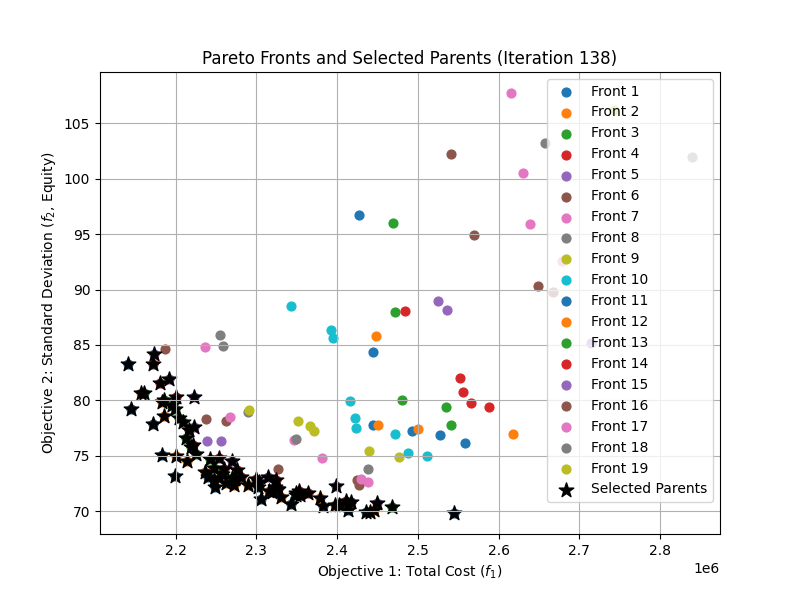 Pareto Fronts and Selected Parents (Iteration 138)
Objective 2: Standard Deviation (f₂, Equity)
105
100
95
90
85
80
75
70
2.2
2.3
2.4
2.5
2.6
2.7
2.8
1e6
Objective 1: Total Cost (f₁)
Front 1
Front 2
Front 3
Front 4
Front 5
Front 6
Front 7
Front 8
Front 9
Front 10
Front 11
Front 12
Front 13
Front 14
Front 15
Front 16
Front 17
Front 18
Front 19
Selected Parents